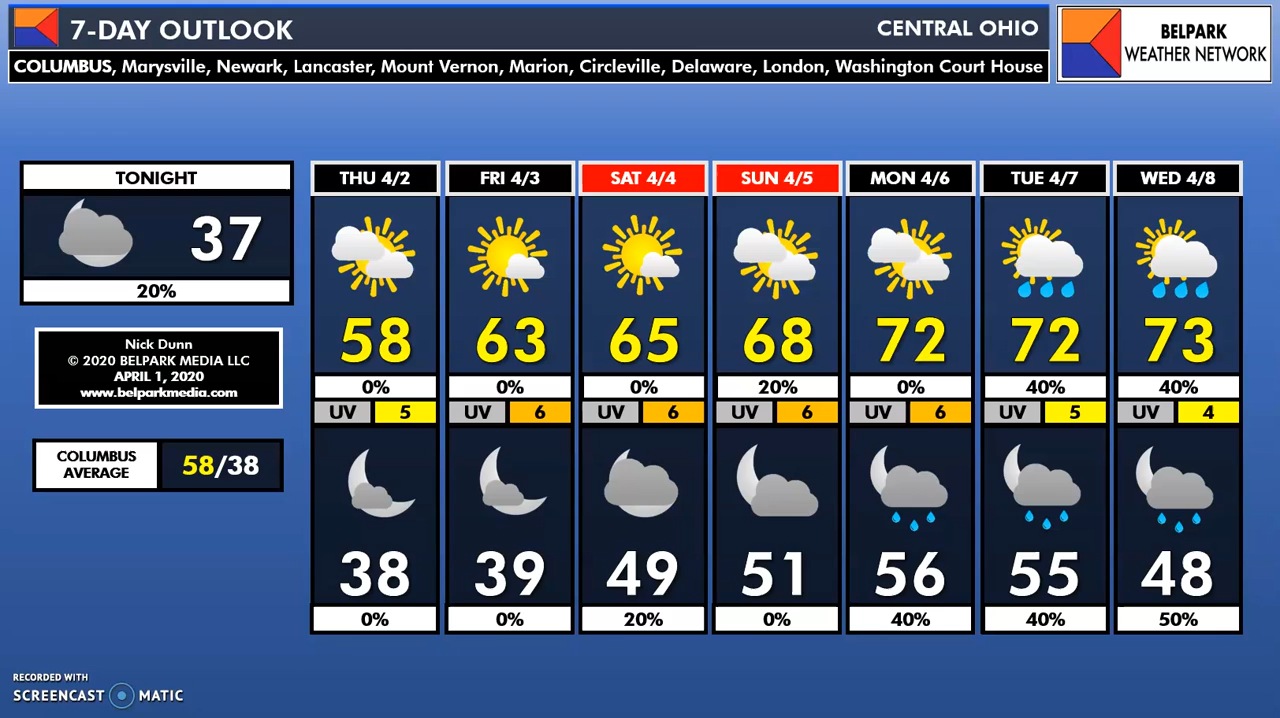 7-DAY OUTLOOK
CENTRAL OHIO
COLUMBUS, Marysville, Newark, Lancaster, Mount Vernon, Marion, Circleville, Delaware, London, Washington Court House
BELPARK
WEATHER NETWORK
TONIGHT
37
20%
Nick Dunn
© 2020 BELPARK MEDIA LLC
APRIL 1, 2020
www.belparkmedia.com
COLUMBUS
AVERAGE
58/38
THU 4/2 FRI 4/3 SAT 4/4 SUN 4/5 MON 4/6 TUE 4/7 WED 4/8
58 63 65 68 72 72 73
0% 0% 0% 20% 0% 40% 40%
UV 5 UV 6 UV 6 UV 6 UV 6 UV 5 UV 4
38 39 49 51 56 55 48
0% 0% 20% 0% 40% 40% 50%
RECORDED WITH
SCREENCAST MATIC